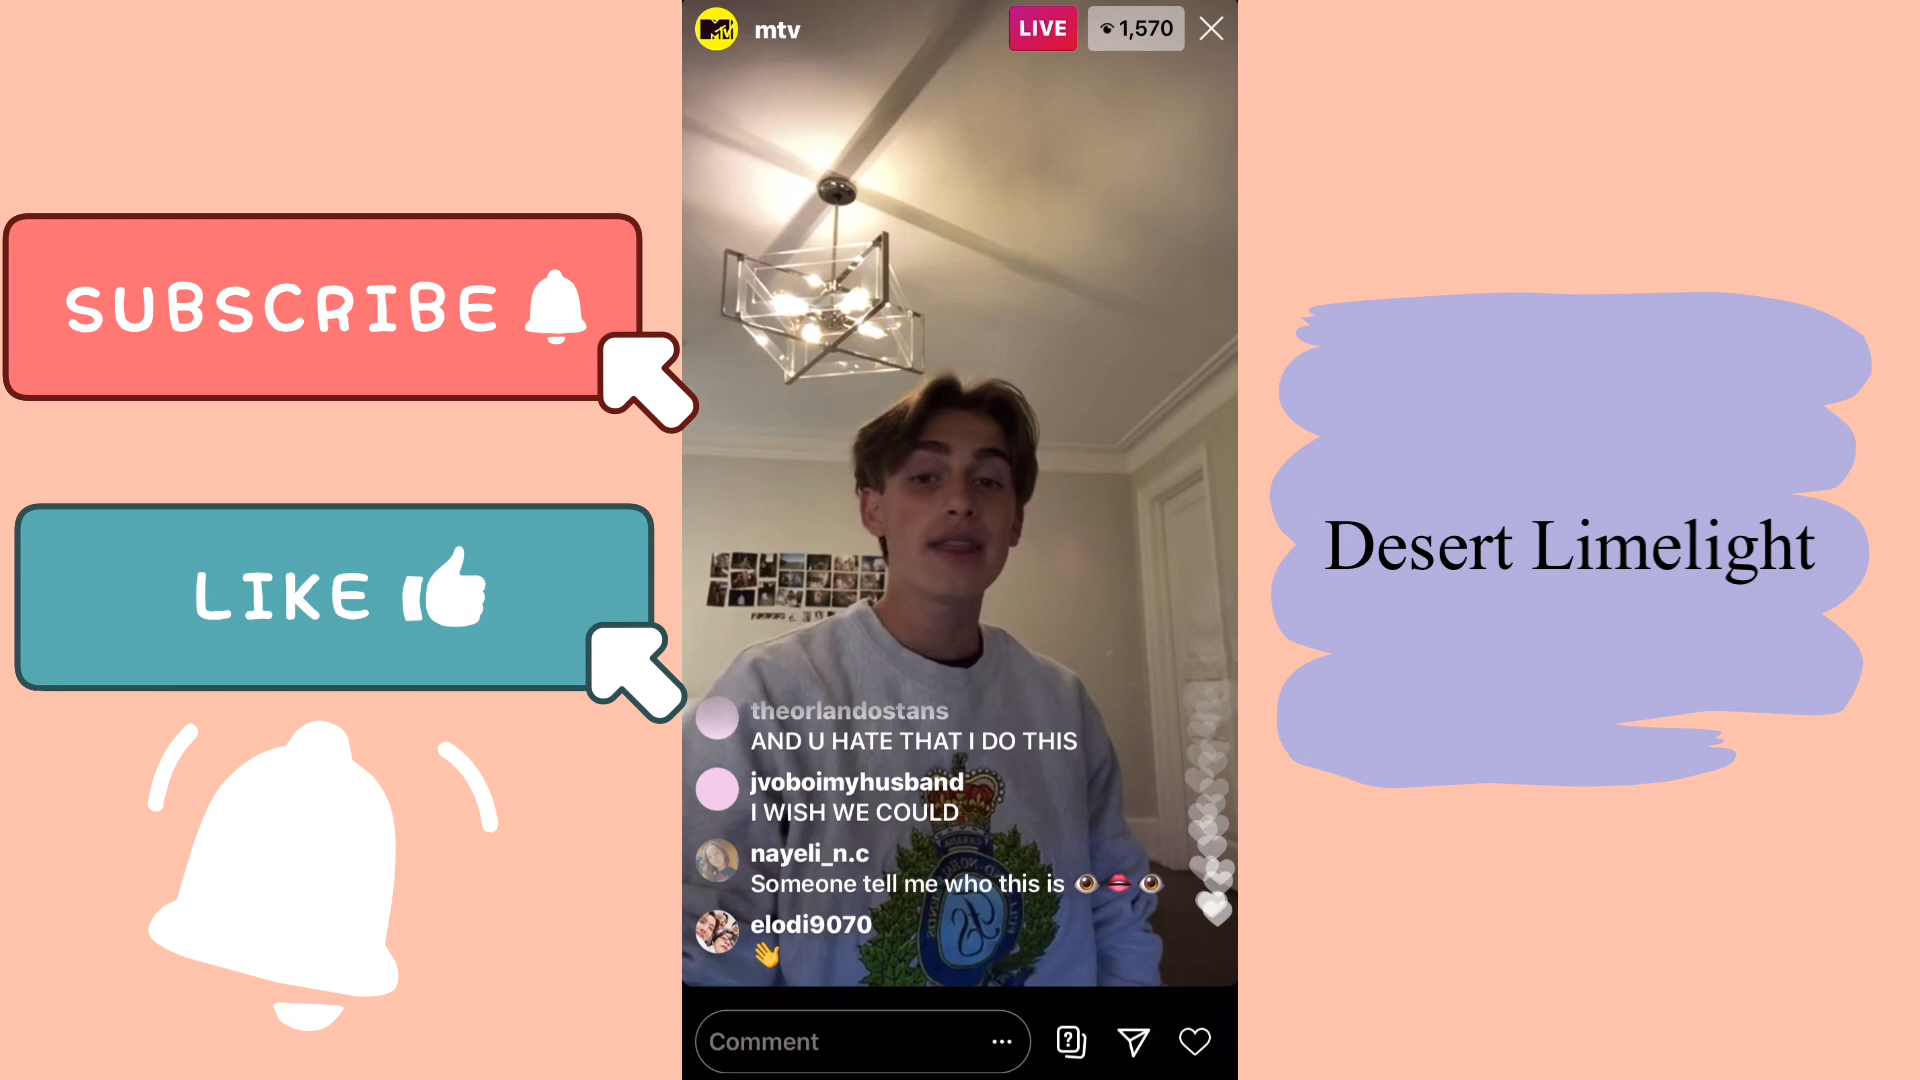 SUBSCRIBE
LIKE
mtv
LIVE
1,570
theorlandostans
AND U HATE THAT I DO THIS
jvoboimyhusband
I WISH WE COULD
nayeli_n.c
Someone tell me who this is 👁️👄👁️
elodi9070
👋
CANADA
Comment
Desert Limelight